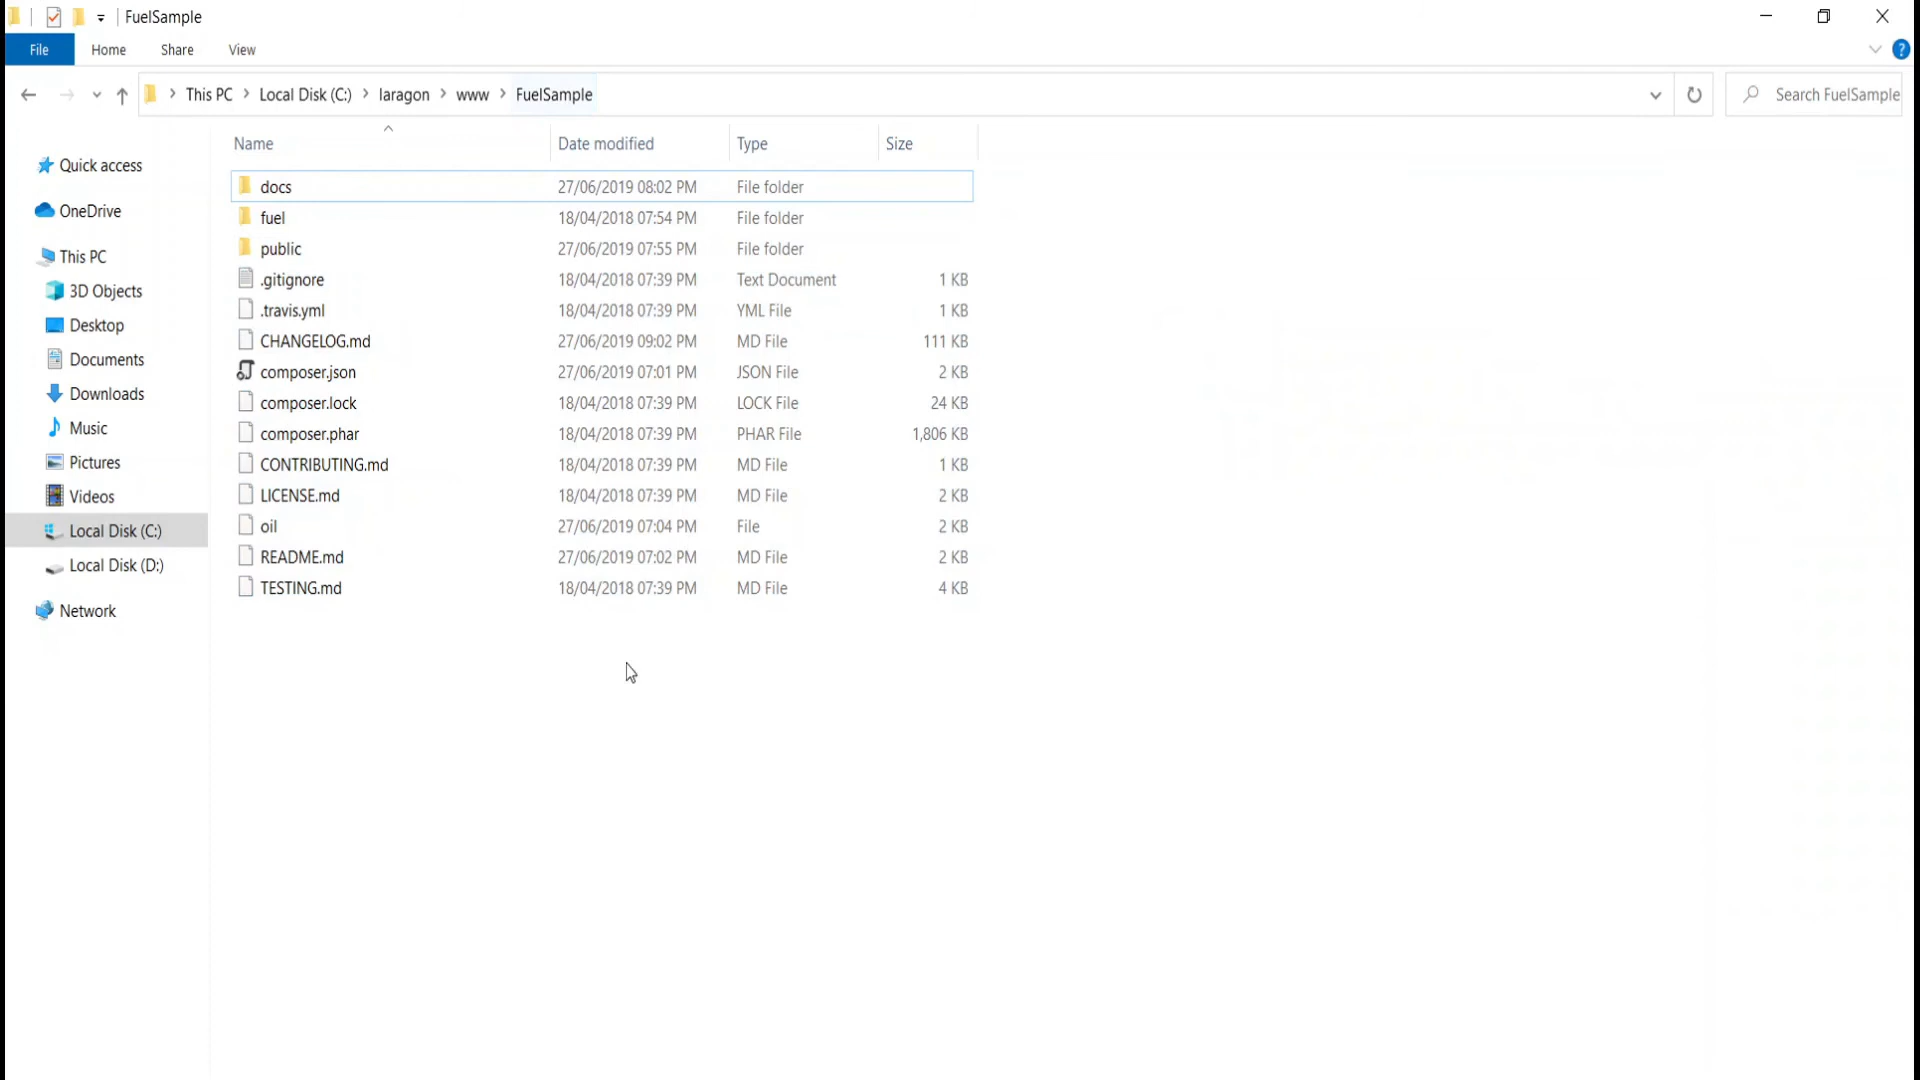 FuelSample
File Home Share View ?
This PC Local Disk (C:) laragon www FuelSample Search FuelSample
Name Date modified Type Size
Quick access
OneDrive
This PC
3D Objects
Desktop
Documents
Downloads
Music
Pictures
Videos
Local Disk (C:)
Local Disk (D:)
Network
docs 27/06/2019 08:02 PM File folder
fuel 18/04/2018 07:54 PM File folder
public 27/06/2019 07:55 PM File folder
.gitignore 18/04/2018 07:39 PM Text Document 1 KB
.travis.yml 18/04/2018 07:39 PM YML File 1 KB
CHANGELOG.md 27/06/2019 09:02 PM MD File 111 KB
composer.json 27/06/2019 07:01 PM JSON File 2 KB
composer.lock 18/04/2018 07:39 PM LOCK File 24 KB
composer.phar 18/04/2018 07:39 PM PHAR File 1,806 KB
CONTRIBUTING.md 18/04/2018 07:39 PM MD File 1 KB
LICENSE.md 18/04/2018 07:39 PM MD File 2 KB
oil 27/06/2019 07:04 PM File 2 KB
README.md 27/06/2019 07:02 PM MD File 2 KB
TESTING.md 18/04/2018 07:39 PM MD File 4 KB